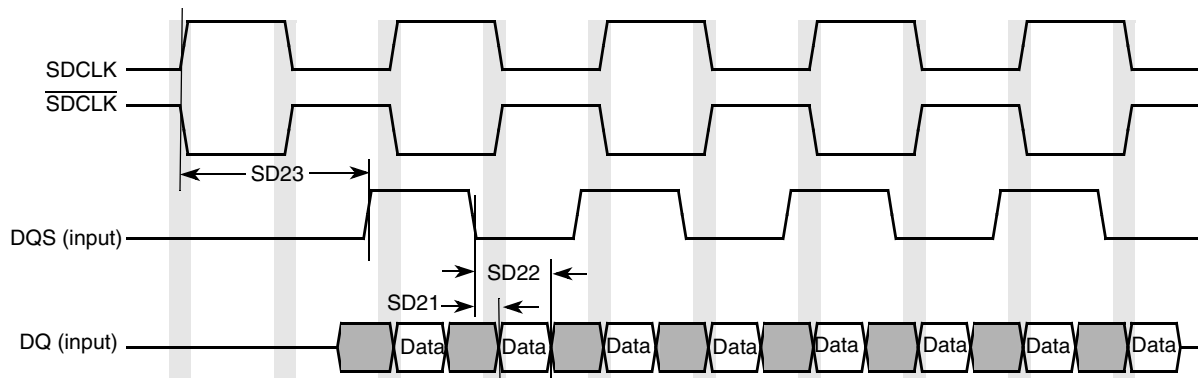 SDCLK
SDCLK
SD23
DQS (input)
SD22
SD21
DQ (input)
Data
Data
Data
Data
Data
Data
Data
Data